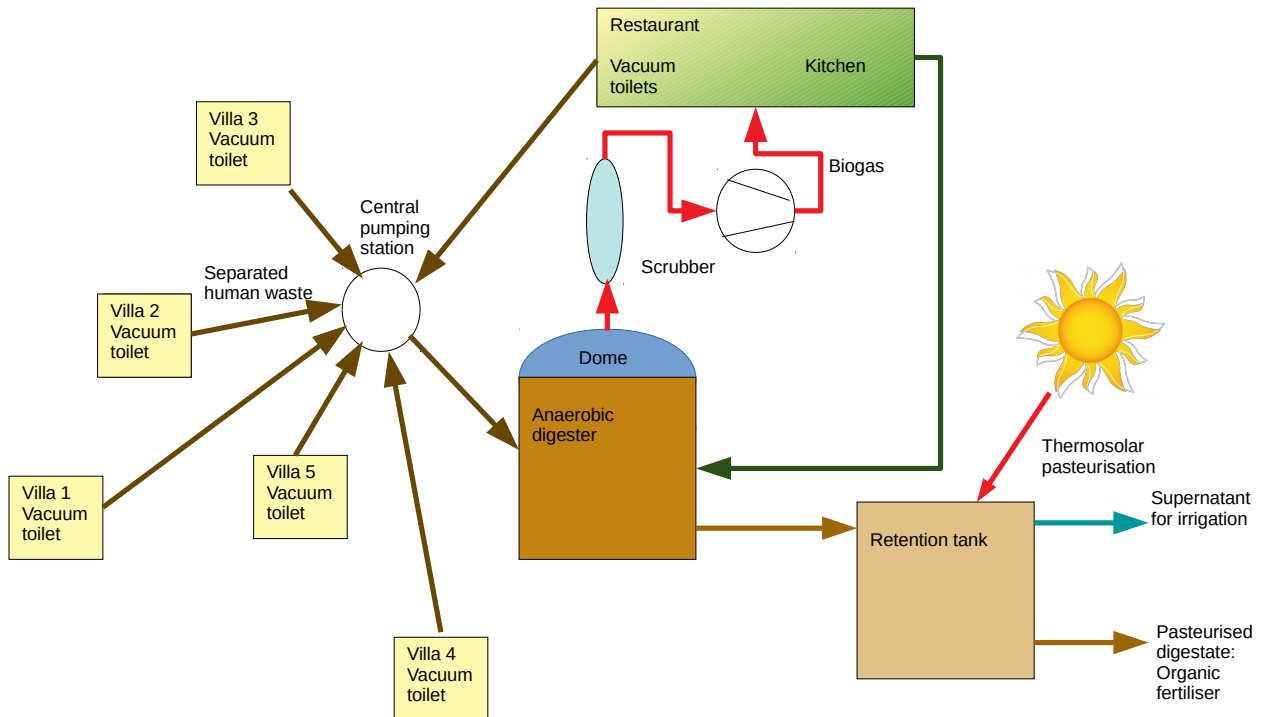 Restaurant
Vacuum
toilets
Kitchen
Villa 3
Vacuum
toilet
Biogas
Central
pumping
station
Scrubber
Separated
human waste
Villa 2
Vacuum
toilet
Dome
Anaerobic
digester
Thermosolar
pasteurisation
Villa 5
Vacuum
toilet
Villa 1
Vacuum
toilet
Supernatant
for irrigation
Retention tank
Villa 4
Vacuum
toilet
Pasteurised
digestate:
Organic
fertiliser